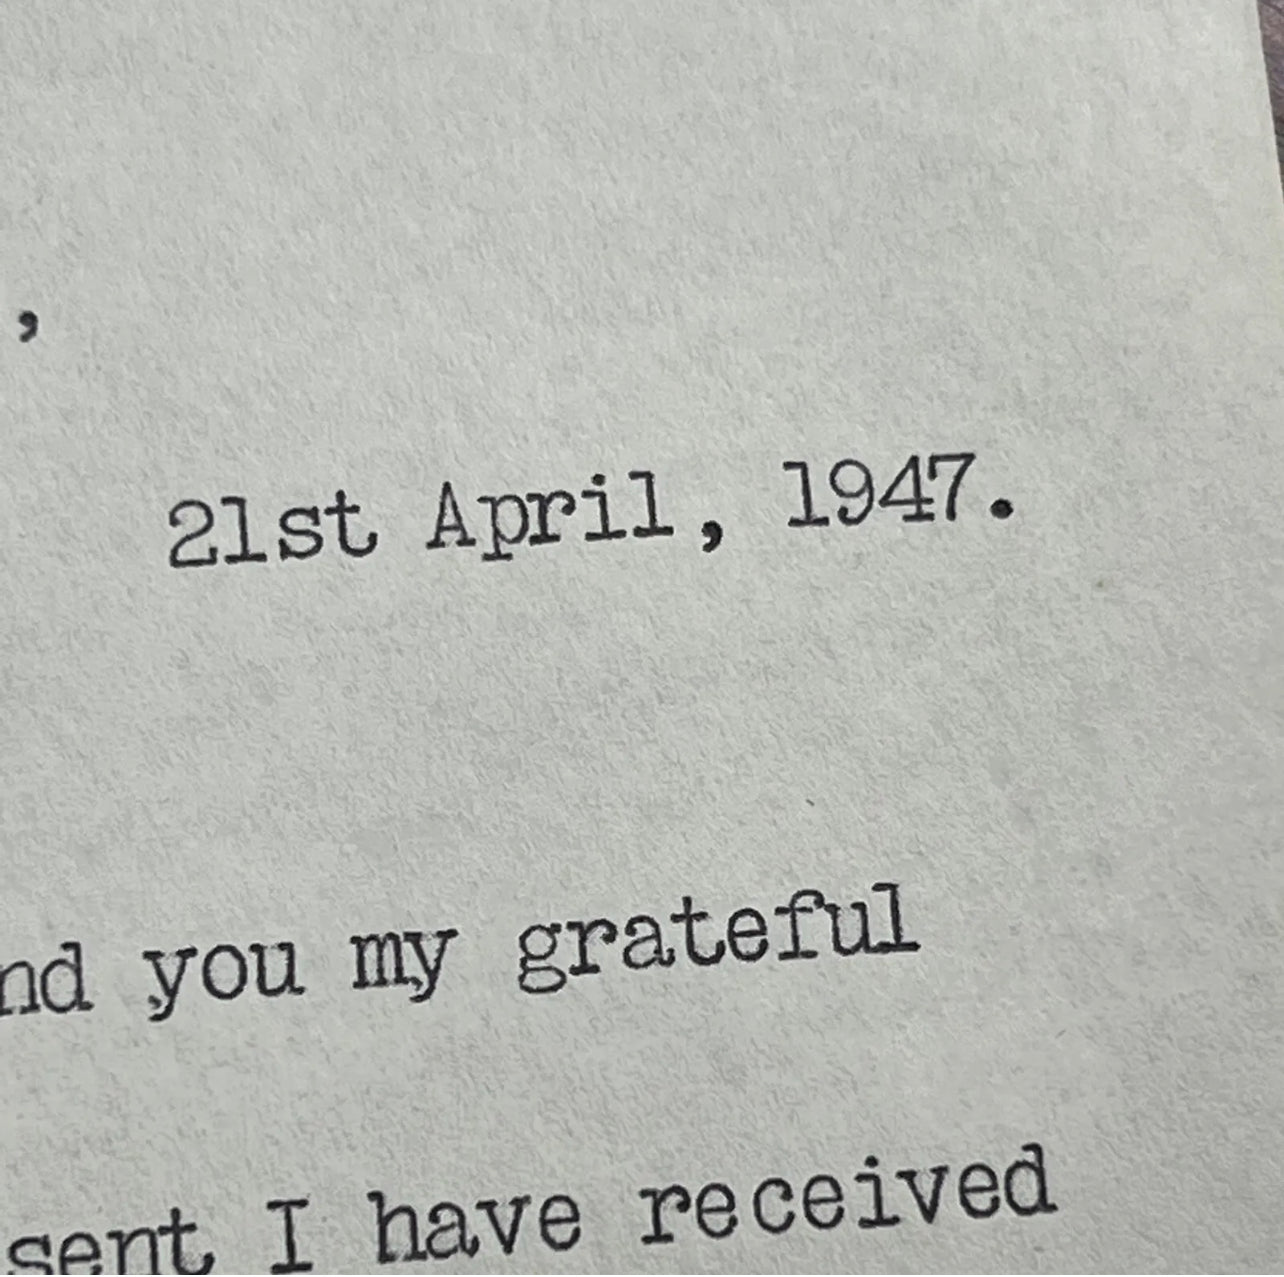 ,
21st April, 1947.
nd you my grateful
sent I have received